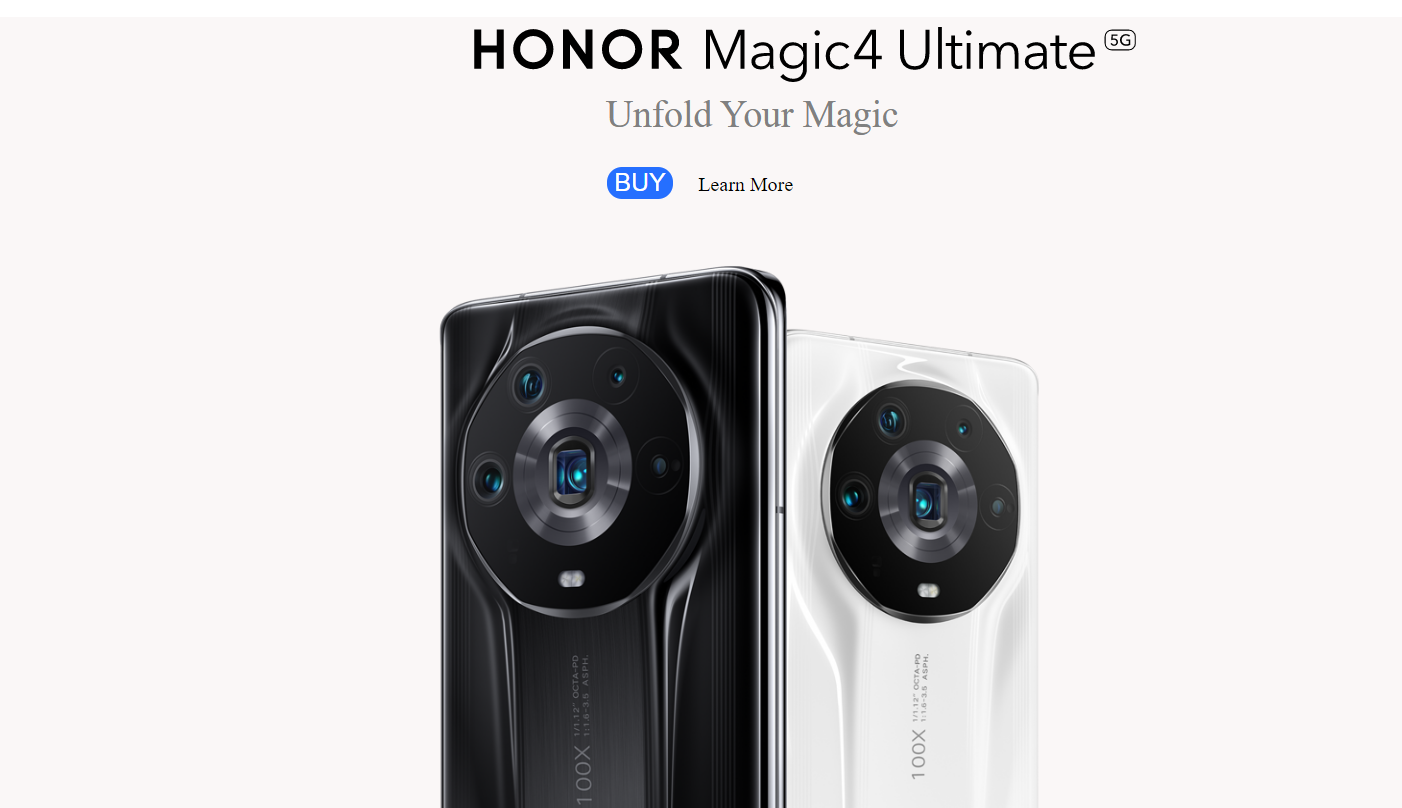 HONOR Magic4 Ultimate 5G
Unfold Your Magic
BUY
Learn More
100X
1/1.12" OCTA-PD
1:1.6-3.5 ASPH.
100X
1/1.12" OCTA-PD
1:1.6-3.5 ASPH.